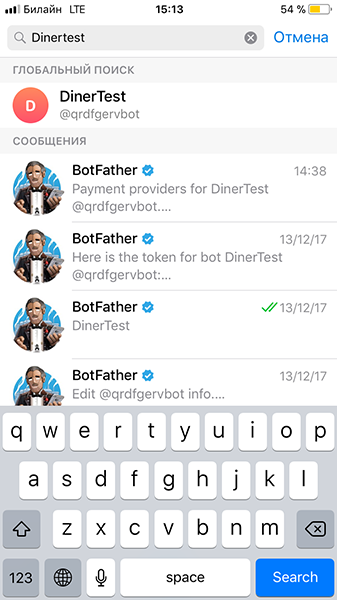 Билайн LTE 15:13 54 %
Dinertest Отмена
ГЛОБАЛЬНЫЙ ПОИСК
D DinerTest
@qrdfgervbot
СООБЩЕНИЯ
BotFather 14:38
Payment providers for DinerTest
@qrdfgervbot....
BotFather 13/12/17
Here is the token for bot DinerTest
@qrdfgervbot:...
BotFather 13/12/17
DinerTest
BotFather 13/12/17
Edit @qrdfgervbot info....
q w e r t y u i o p
a s d f g h j k l
z x c v b n m
123 space Search